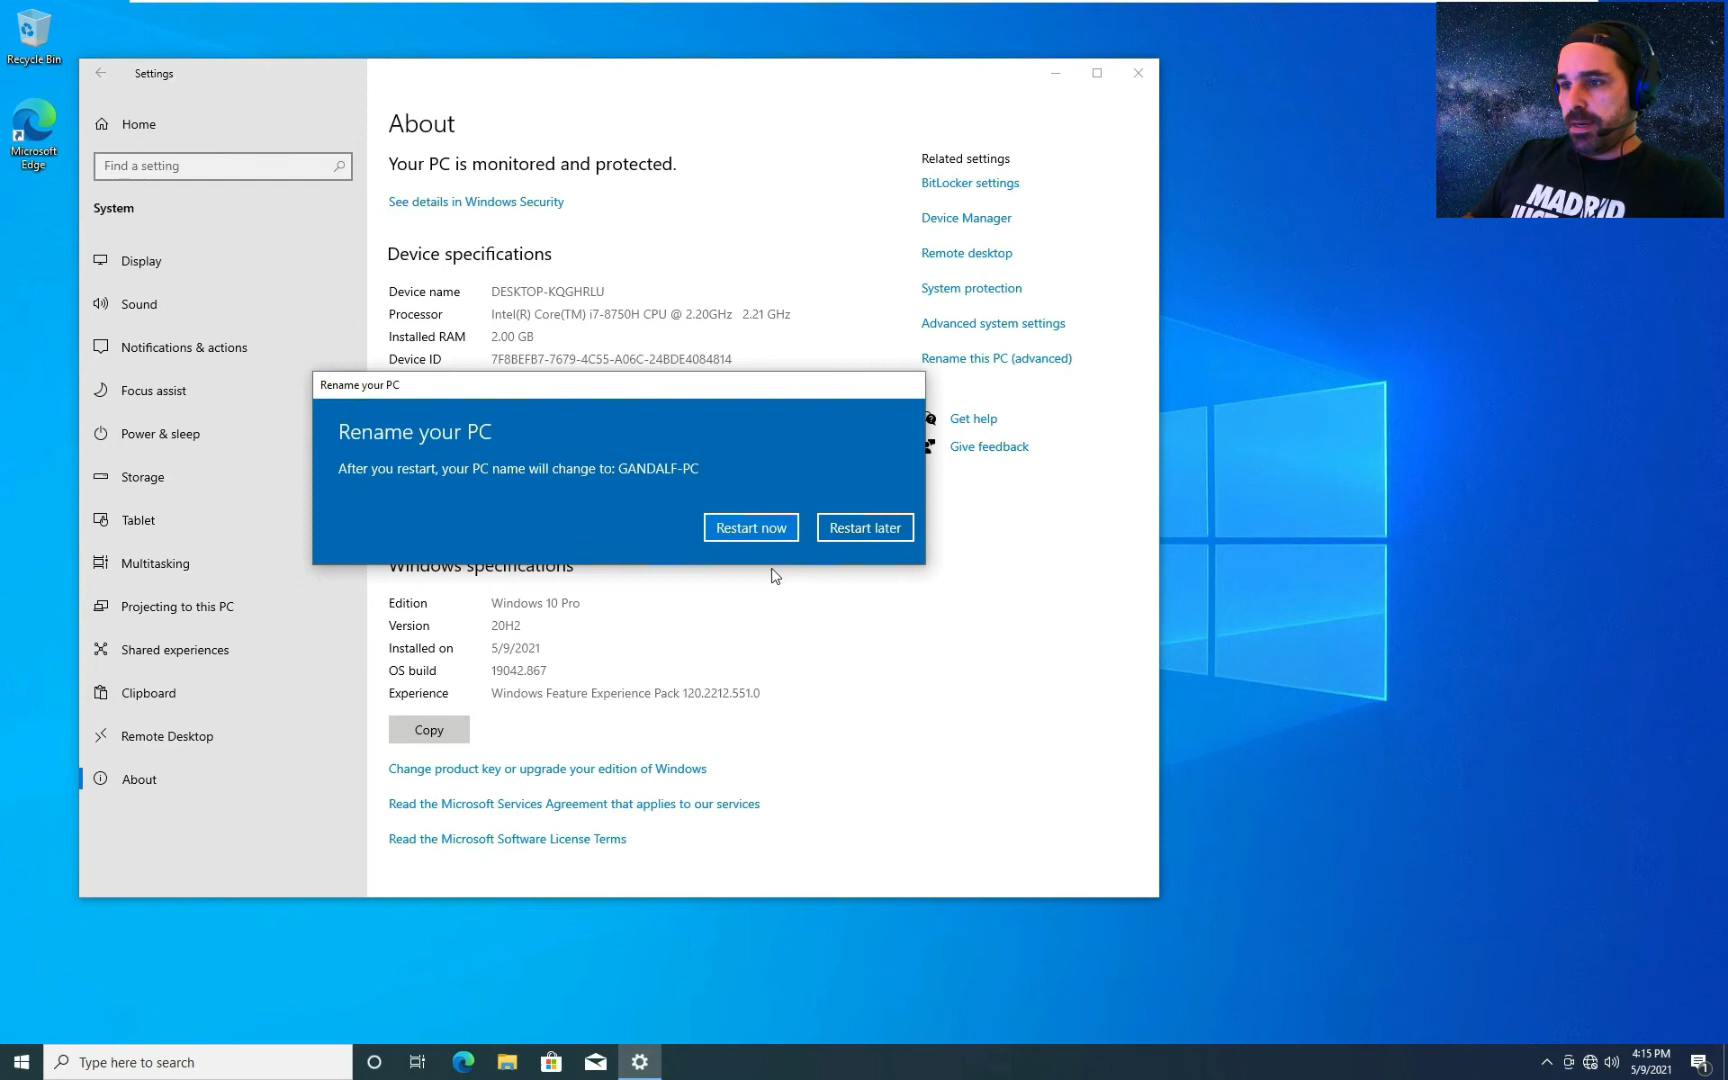 Recycle Bin
Microsoft
Edge
Settings
Home
Find a setting
System
Display
Sound
Notifications & actions
Focus assist
Power & sleep
Storage
Tablet
Multitasking
Projecting to this PC
Shared experiences
Clipboard
Remote Desktop
About
About
Your PC is monitored and protected.
See details in Windows Security
Device specifications
Device name DESKTOP-KQGHRLU
Processor Intel(R) Core(TM) i7-8750H CPU @ 2.20GHz 2.21 GHz
Installed RAM 2.00 GB
Device ID 7F8BEFB7-7679-4C55-A06C-24BDE4084814
Rename your PC
Rename your PC
After you restart, your PC name will change to: GANDALF-PC
Restart now Restart later
Windows specifications
Edition Windows 10 Pro
Version 20H2
Installed on 5/9/2021
OS build 19042.867
Experience Windows Feature Experience Pack 120.2212.551.0
Copy
Change product key or upgrade your edition of Windows
Read the Microsoft Services Agreement that applies to our services
Read the Microsoft Software License Terms
Related settings
BitLocker settings
Device Manager
Remote desktop
System protection
Advanced system settings
Rename this PC (advanced)
Get help
Give feedback
MADRID
Type here to search
4:15 PM
5/9/2021
1